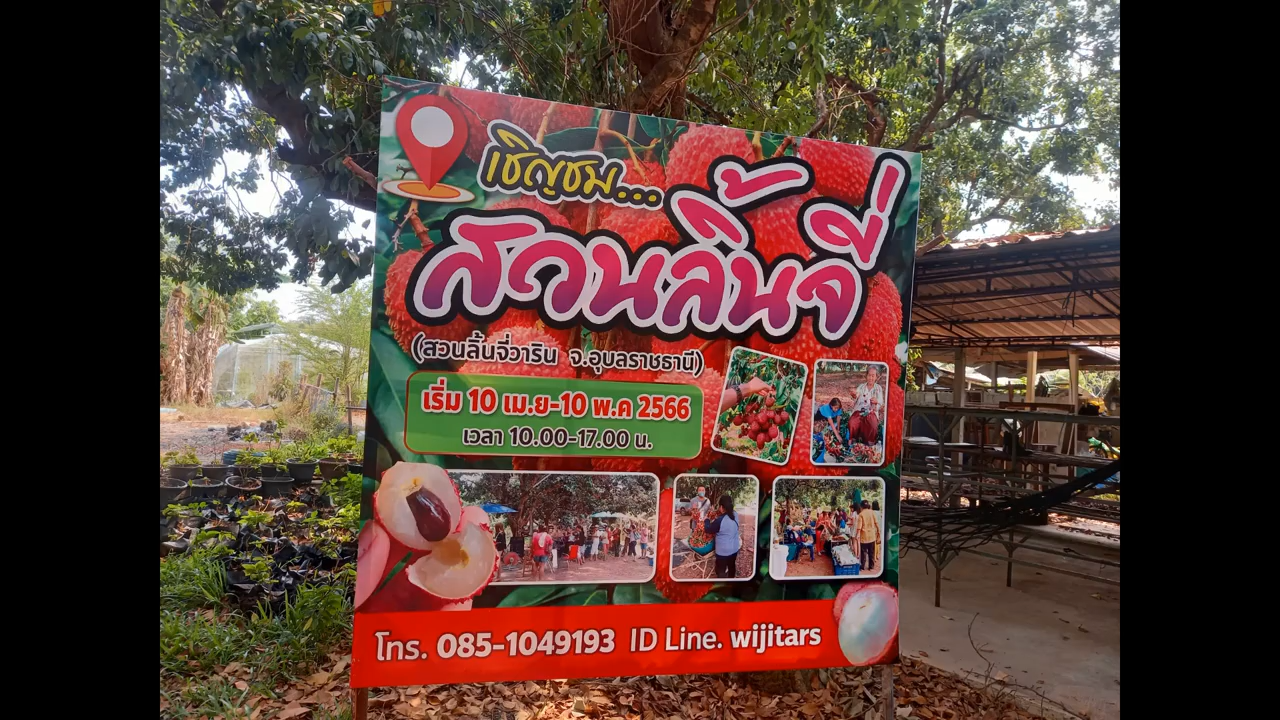 เชิญชม...
สวนลิ้นจี่
(สวนลิ้นจี่วาริน จ.อุบลราชธานี)
เริ่ม 10 เม.ย-10 พ.ค 2566
เวลา 10.00-17.00 น.
โทร. 085-1049193 ID Line. wijitars